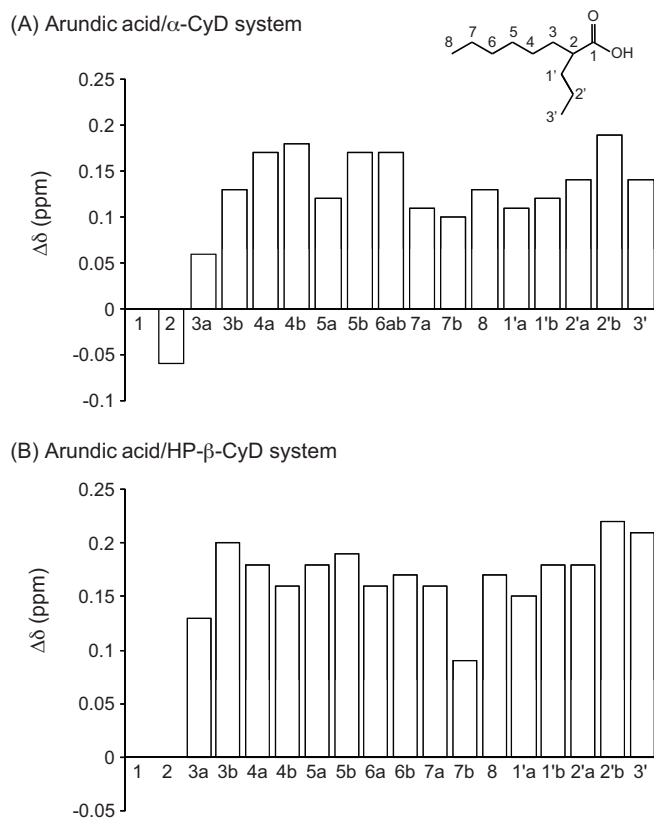 (A) Arundic acid/α-CyD system
O
OH
8 7 6 5 4 3 2 1
1' 2' 3'
Δδ (ppm)
0.25
0.2
0.15
0.1
0.05
0
-0.05
-0.1
1 2 3a 3b 4a 4b 5a 5b 6ab 7a 7b 8 1'a 1'b 2'a 2'b 3'
(B) Arundic acid/HP-β-CyD system
Δδ (ppm)
0.25
0.2
0.15
0.1
0.05
0
-0.05
1 2 3a 3b 4a 4b 5a 5b 6a 6b 7a 7b 8 1'a 1'b 2'a 2'b 3'